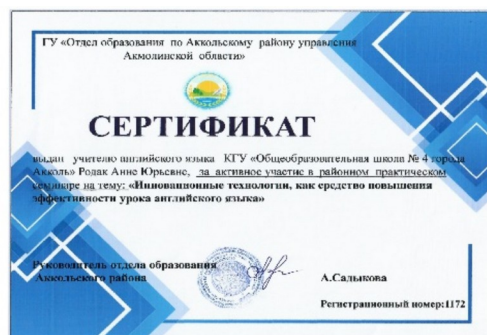 ГУ «Отдел образования по Аккольскому району управления
Акмолинской области»
СЕРТИФИКАТ
выдан учителю английского языка КГУ «Общеобразовательная школа № 4 города
Акколь» Родак Анне Юрьевне, за активное участие в районном практическом
семинаре на тему: «Инновационные технологии, как средство повышения
эффективности урока английского языка»
Руководитель отдела образования
Аккольского района
А.Садыкова
Регистрационный номер:1172